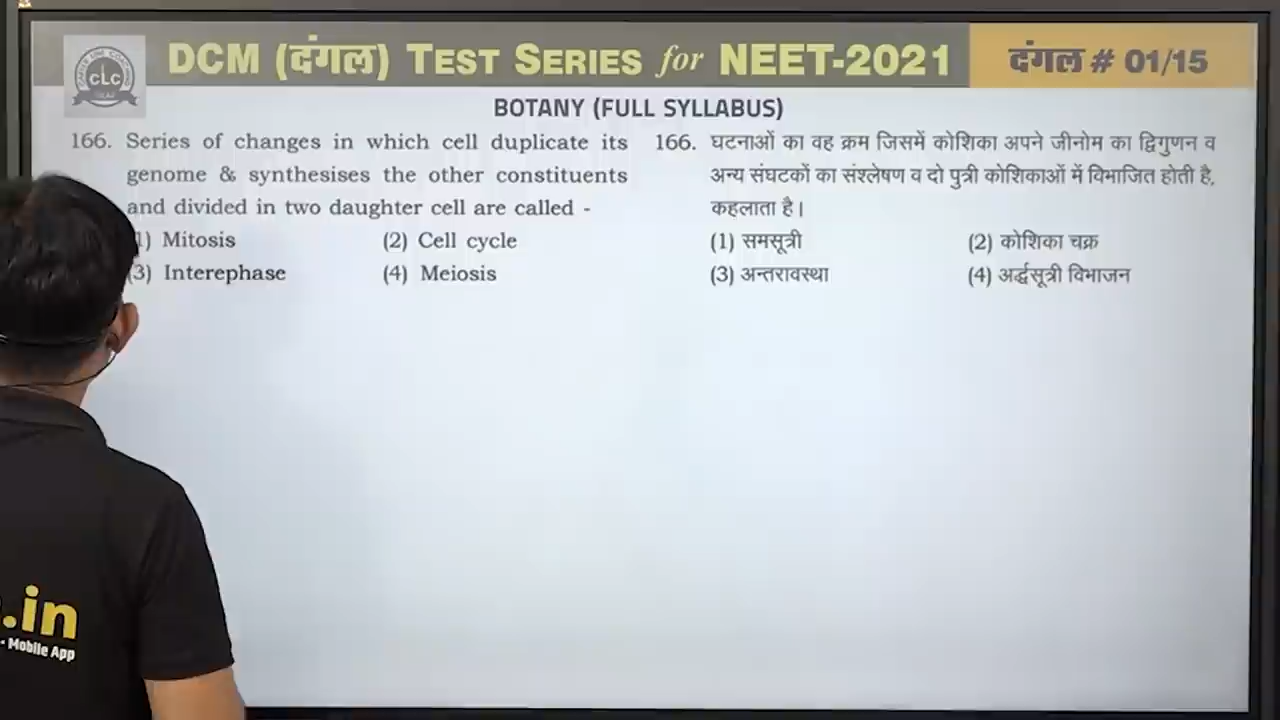 DCM (दंगल) TEST SERIES for NEET-2021
दंगल # 01/15
CLC
BOTANY (FULL SYLLABUS)
166. Series of changes in which cell duplicate its
genome & synthesises the other constituents
and divided in two daughter cell are called -
1) Mitosis (2) Cell cycle
(3) Interephase (4) Meiosis
166. घटनाओं का वह क्रम जिसमें कोशिका अपने जीनोम का द्विगुणन व
अन्य संघटकों का संश्लेषण व दो पुत्री कोशिकाओं में विभाजित होती है,
कहलाता है।
(1) समसूत्री (2) कोशिका चक्र
(3) अन्तरावस्था (4) अर्द्धसूत्री विभाजन
.in
- Mobile App